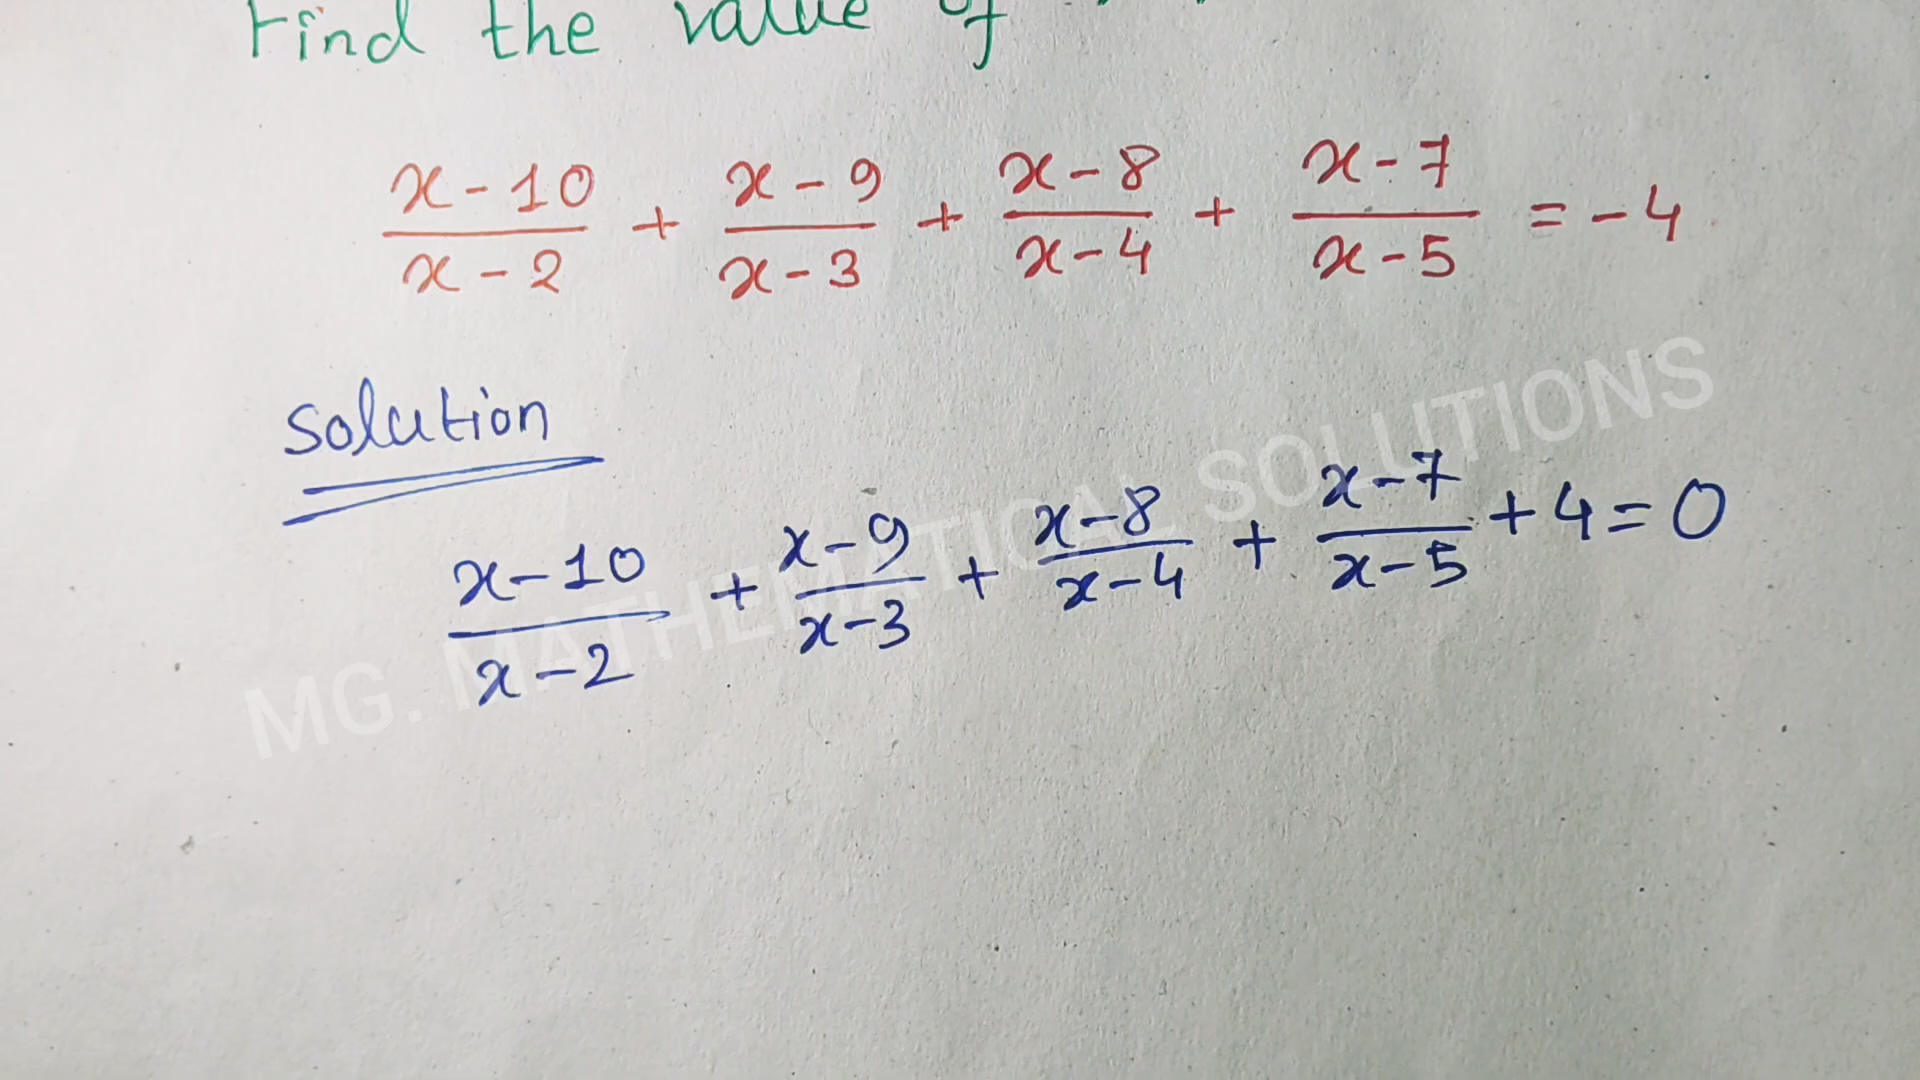 Find the value of
x-10/x-2 + x-9/x-3 + x-8/x-4 + x-7/x-5 = -4
Solution
x-10/x-2 + x-9/x-3 + x-8/x-4 + x-7/x-5 + 4 = 0
MG. MATHEMATICAL SOLUTIONS